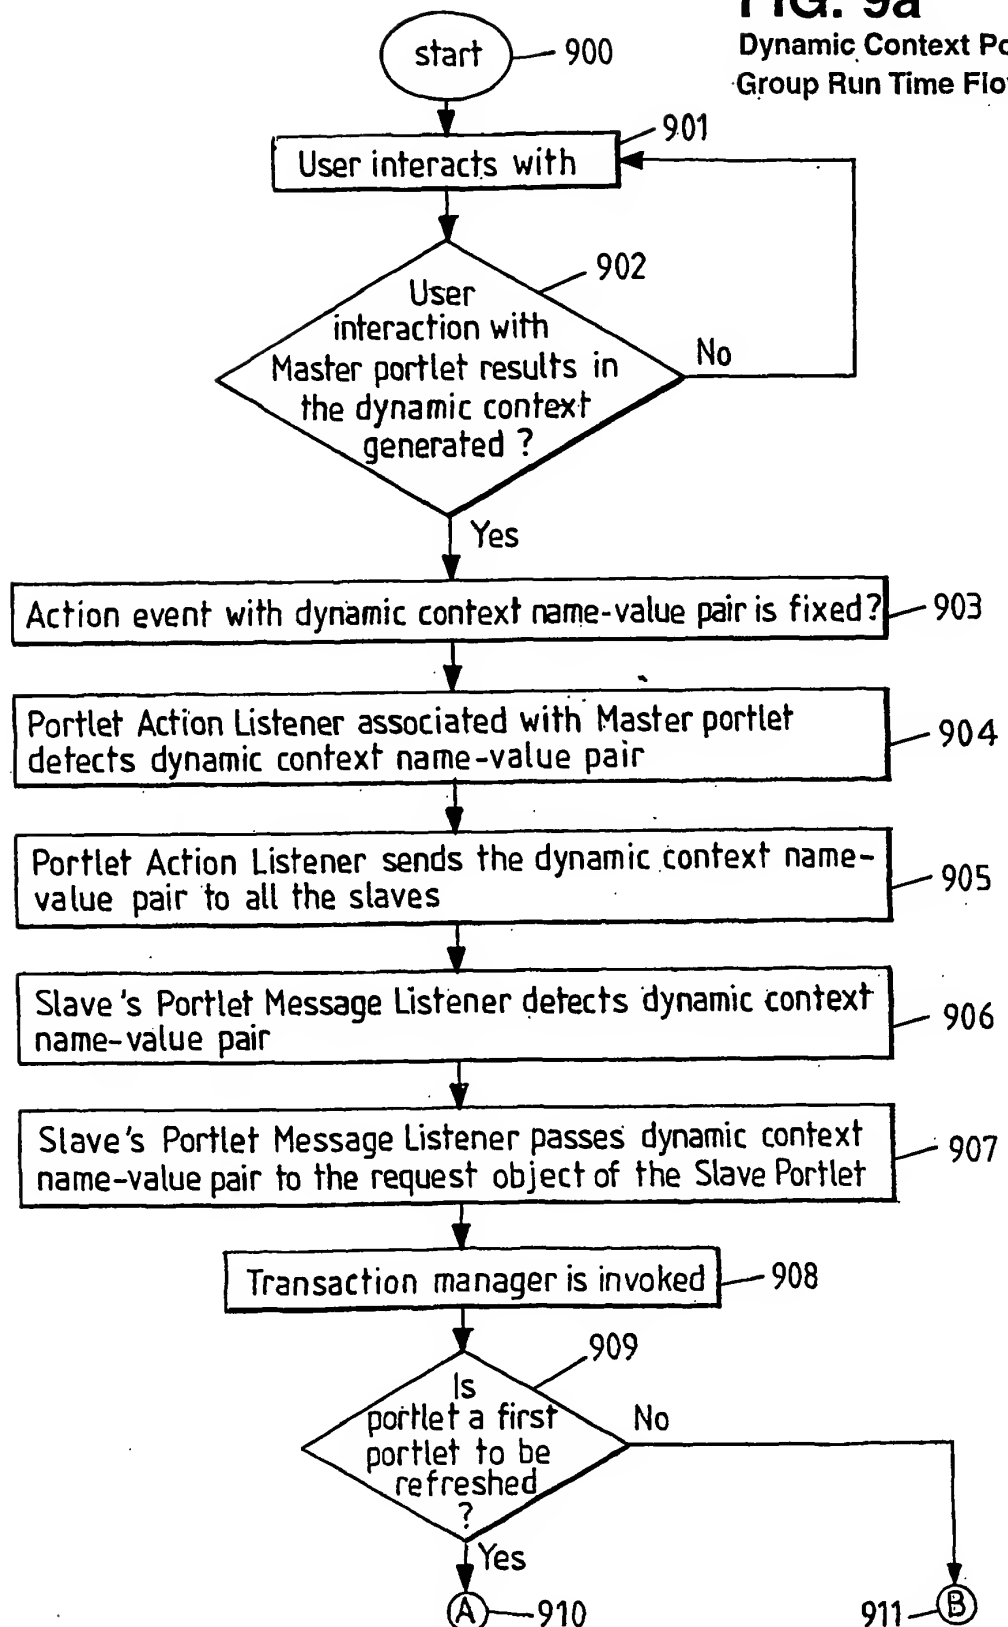 FIG. 9a
Dynamic Context
Group Run Time
start
900
901
User interacts with
902
User
interaction with
Master portlet results in
the dynamic context
generated ?
No
Yes
Action event with dynamic context name-value pair is fixed?
903
Portlet Action Listener associated with Master portlet
detects dynamic context name-value pair
904
Portlet Action Listener sends the dynamic context name-
value pair to all the slaves
905
Slave's Portlet Message Listener detects dynamic context
name-value pair
906
Slave's Portlet Message Listener passes dynamic context
name-value pair to the request object of the Slave Portlet
907
Transaction manager is invoked
908
909
Is
portlet a first
portlet to be
refreshed
?
No
Yes
A
910
911
B